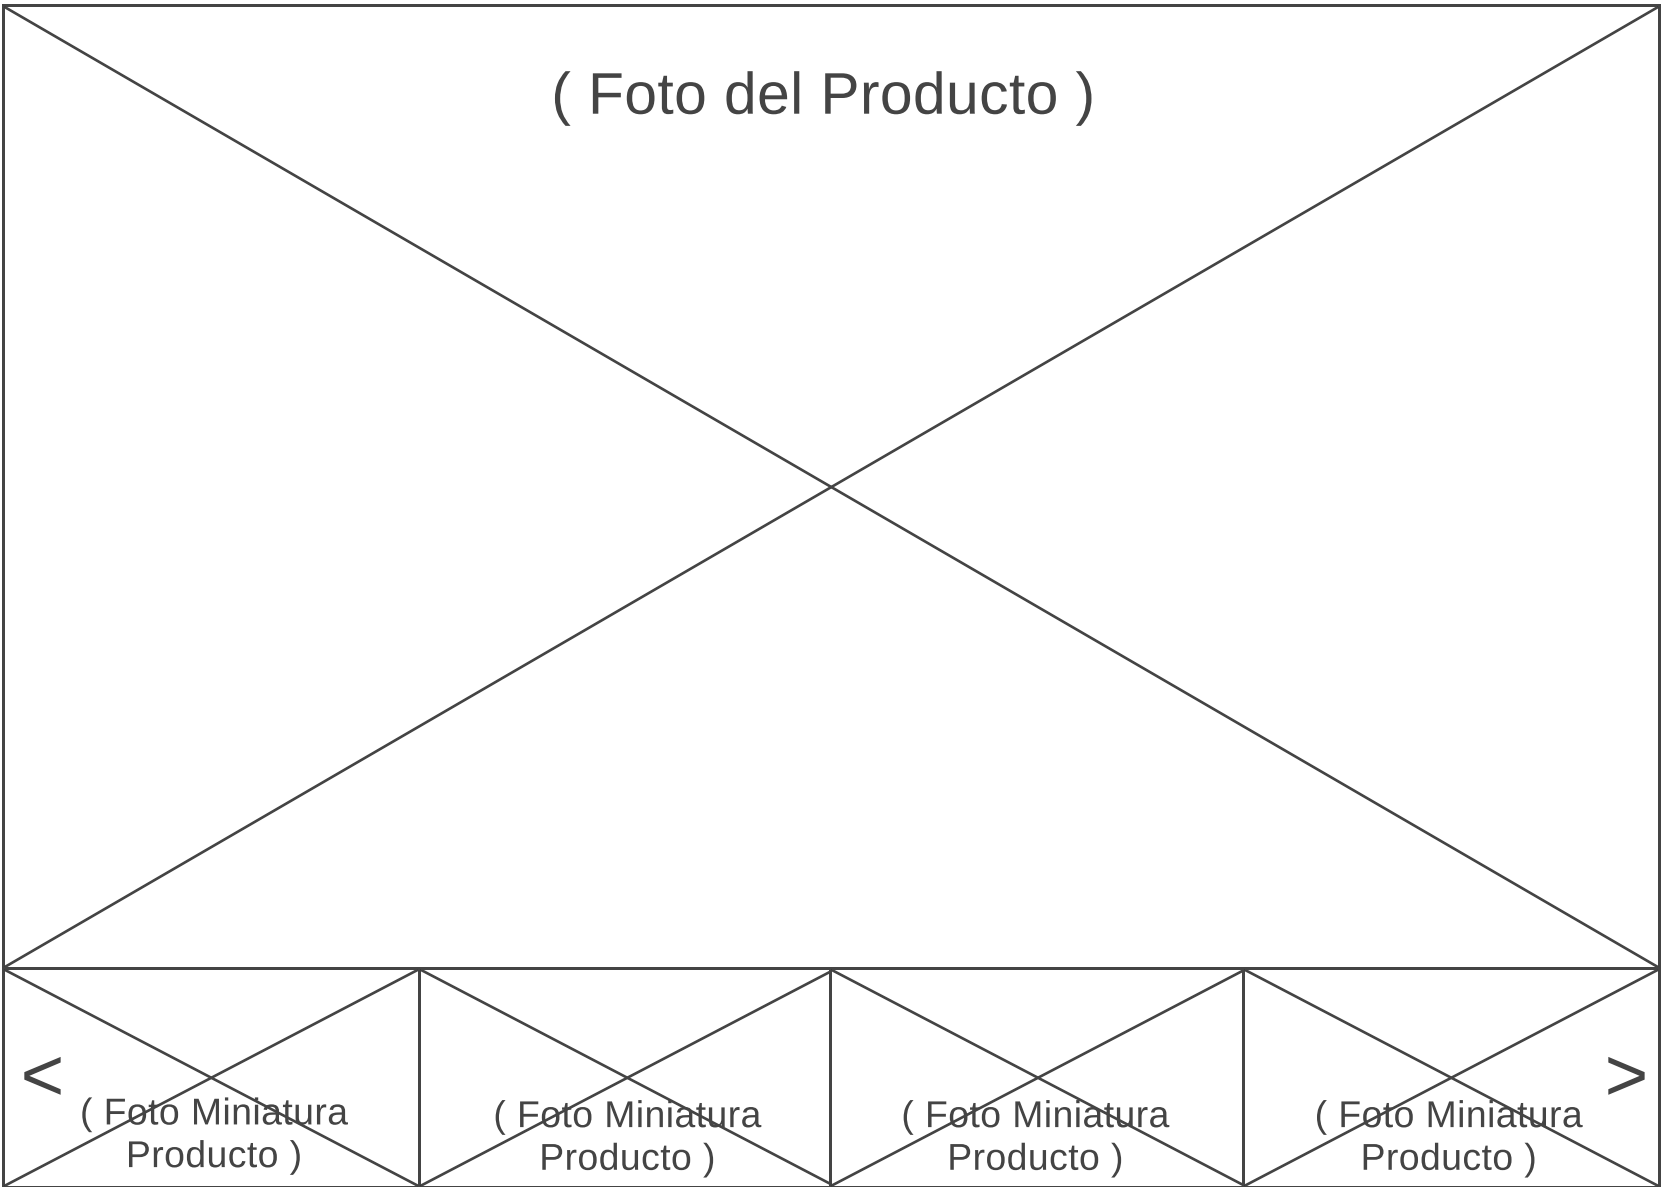 ( Foto del Producto )
< >
( Foto Miniatura
Producto )
( Foto Miniatura
Producto )
( Foto Miniatura
Producto )
( Foto Miniatura
Producto )